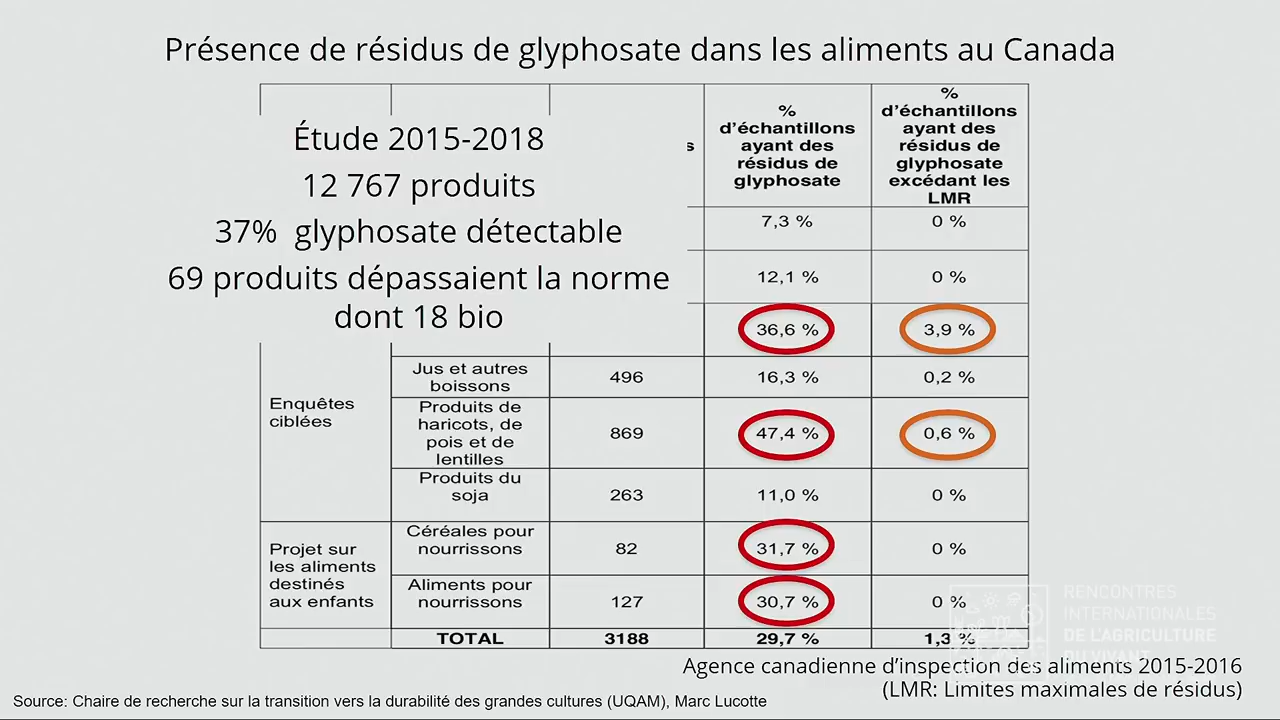 Présence de résidus de glyphosate dans les aliments au Canada
Étude 2015-2018
12 767 produits
37% glyphosate détectable
69 produits dépassaient la norme
dont 18 bio
s
%
d'échantillons
ayant des
résidus de
glyphosate
%
d'échantillons
ayant des
résidus de
glyphosate
excédant les
LMR
7,3 %
0 %
12,1 %
0 %
36,6 %
3,9 %
Enquêtes
ciblées
Jus et autres
boissons
496
16,3 %
0,2 %
Produits de
haricots, de
pois et de
lentilles
869
47,4 %
0,6 %
Produits du
soja
263
11,0 %
0 %
Projet sur
les aliments
destinés
aux enfants
Céréales pour
nourrissons
82
31,7 %
0 %
Aliments pour
nourrissons
127
30,7 %
0 %
TOTAL
3188
29,7 %
1,3 %
RENCONTRES
INTERNATIONALES
DE L'AGRICULTURE
DU VIVANT
Agence canadienne d'inspection des aliments 2015-2016
(LMR: Limites maximales de résidus)
Source: Chaire de recherche sur la transition vers la durabilité des grandes cultures (UQAM), Marc Lucotte